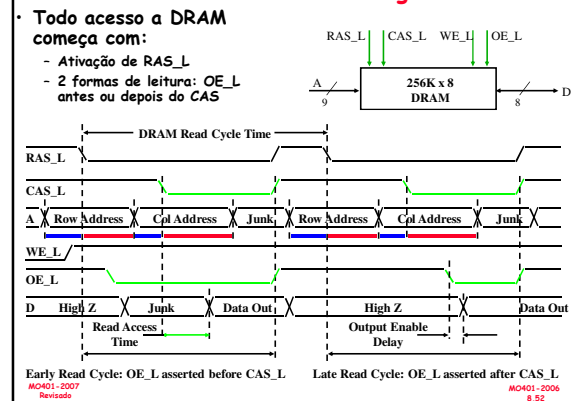 • Todo acesso a DRAM
começa com:
– Ativação de RAS_L
– 2 formas de leitura: OE_L
antes ou depois do CAS
RAS_L CAS_L WE_L OE_L
A
9
256K x 8
DRAM
8
D
DRAM Read Cycle Time
RAS_L
CAS_L
A Row Address Col Address Junk Row Address Col Address Junk
WE_L
OE_L
D High Z Junk Data Out High Z Data Out
Read Access
Time
Output Enable
Delay
Early Read Cycle: OE_L asserted before CAS_L Late Read Cycle: OE_L asserted after CAS_L
MO401-2007
Revisado
MO401-2006
8.52